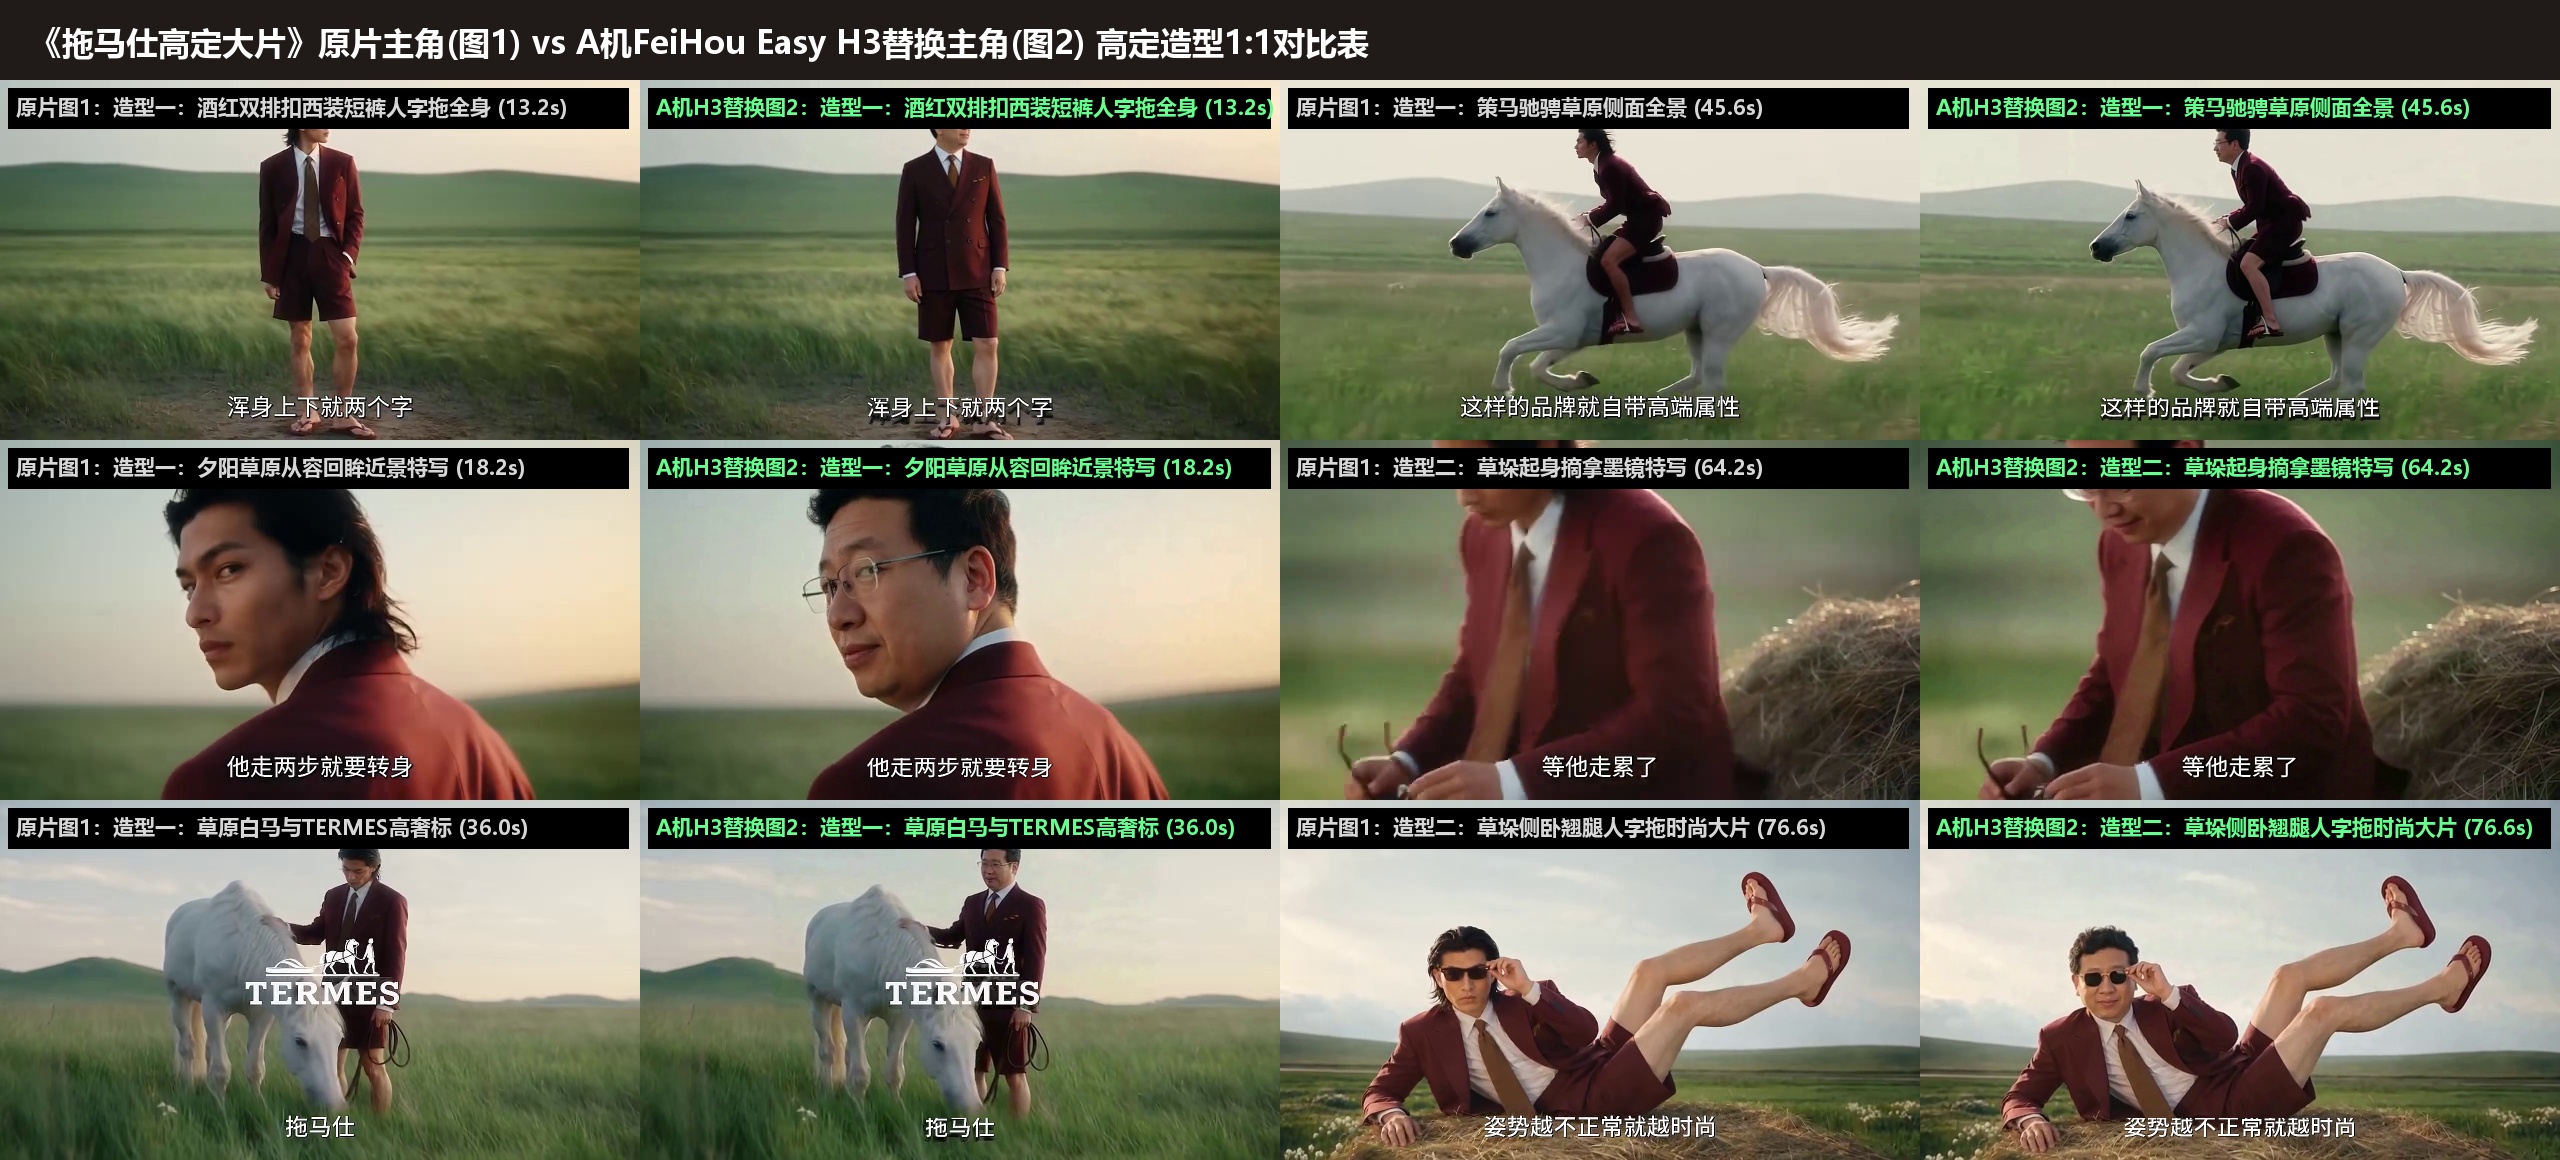 《拖马仕高定大片》原片主角(图1) vs A机FeiHou Easy H3替换主角(图2) 高定造型1:1对比表
原片图1：造型一：酒红双排扣西装短裤人字拖全身 (13.2s)
浑身上下就两个字
A机H3替换图2：造型一：酒红双排扣西装短裤人字拖全身 (13.2s)
浑身上下就两个字
原片图1：造型一：策马驰骋草原侧面全景 (45.6s)
这样的品牌就自带高端属性
A机H3替换图2：造型一：策马驰骋草原侧面全景 (45.6s)
这样的品牌就自带高端属性
原片图1：造型一：夕阳草原从容回眸近景特写 (18.2s)
他走两步就要转身
A机H3替换图2：造型一：夕阳草原从容回眸近景特写 (18.2s)
他走两步就要转身
原片图1：造型二：草垛起身摘拿墨镜特写 (64.2s)
等他走累了
A机H3替换图2：造型二：草垛起身摘拿墨镜特写 (64.2s)
等他走累了
原片图1：造型一：草原白马与TERMES高奢标 (36.0s)
TERMES
拖马仕
A机H3替换图2：造型一：草原白马与TERMES高奢标 (36.0s)
TERMES
拖马仕
原片图1：造型二：草垛侧卧翘腿人字拖时尚大片 (76.6s)
姿势越不正常就越时尚
A机H3替换图2：造型二：草垛侧卧翘腿人字拖时尚大片 (76.6s)
姿势越不正常就越时尚